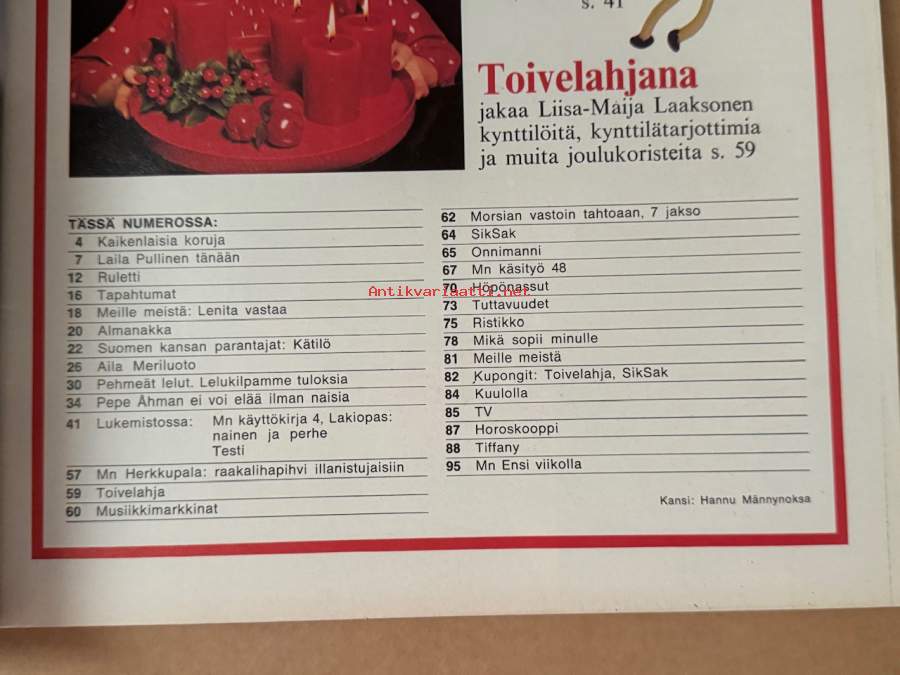 s. 41
Toivelahjana
jakaa Liisa-Maija Laaksonen
kynttilöitä, kynttilätarjottimia
ja muita joulukoristeita s. 59
TÄSSÄ NUMEROSSA:
4 Kaikenlaisia koruja
7 Laila Pullinen tänään
12 Ruletti
16 Tapahtumat
18 Meille meistä: Lenita vastaa
20 Almanakka
22 Suomen kansan parantajat: Kätilö
26 Aila Meriluoto
30 Pehmeät lelut. Lelukilpamme tuloksia
34 Pepe Åhman ei voi elää ilman naisia
41 Lukemistossa: Mn käyttökirja 4, Lakiopas:
nainen ja perhe
Testi
57 Mn Herkkupala: raakalihapihvi illanistujaisiin
59 Toivelahja
60 Musiikkimarkkinat
62 Morsian vastoin tahtoaan, 7 jakso
64 SikSak
65 Onnimanni
67 Mn käsityö 48
70 Höpönassut
73 Tuttavuudet
75 Ristikko
78 Mikä sopii minulle
81 Meille meistä
82 Kupongit: Toivelahja, SikSak
84 Kuulolla
85 TV
87 Horoskooppi
88 Tiffany
95 Mn Ensi viikolla
Kansi: Hannu Männynoksa
Antikvariaatti.net